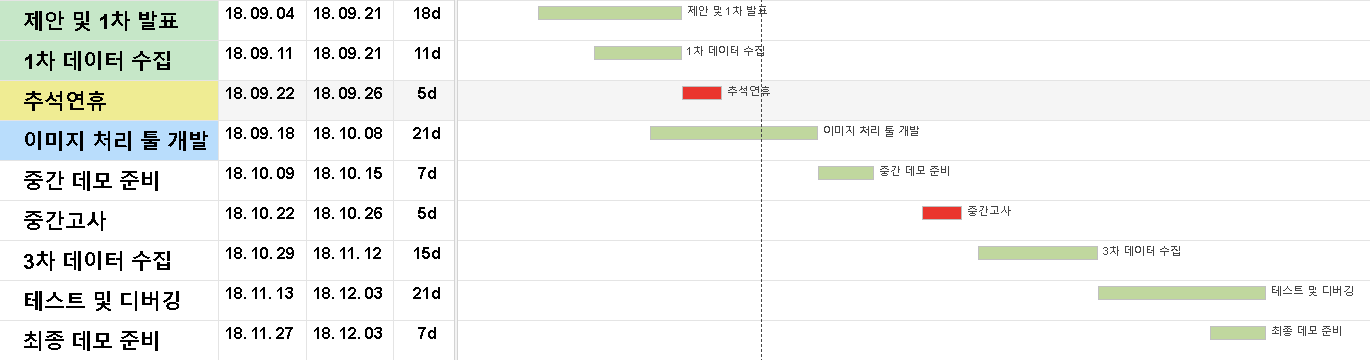 제안 및 1차 발표 18.09.04 18.09.21 18d 제안 및 1차 발표
1차 데이터 수집 18.09.11 18.09.21 11d 1차 데이터 수집
추석연휴 18.09.22 18.09.26 5d 추석연휴
이미지 처리 툴 개발 18.09.18 18.10.08 21d 이미지 처리 툴 개발
중간 데모 준비 18.10.09 18.10.15 7d 중간 데모 준비
중간고사 18.10.22 18.10.26 5d 중간고사
3차 데이터 수집 18.10.29 18.11.12 15d 3차 데이터 수집
테스트 및 디버깅 18.11.13 18.12.03 21d 테스트 및 디버깅
최종 데모 준비 18.11.27 18.12.03 7d 최종 데모 준비